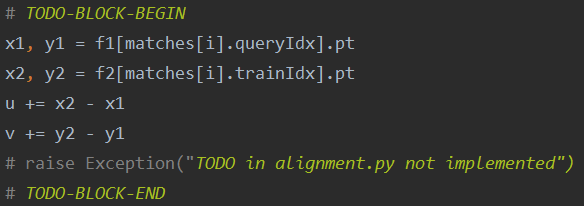 # TODO-BLOCK-BEGIN
x1, y1 = f1[matches[i].queryIdx].pt
x2, y2 = f2[matches[i].trainIdx].pt
u += x2 - x1
v += y2 - y1
# raise Exception("TODO in alignment.py not implemented")
# TODO-BLOCK-END